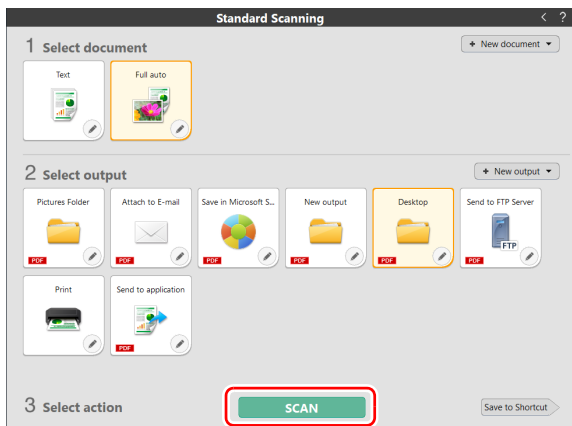 Standard Scanning < ?
1 Select document + New document
Text Full auto
2 Select output + New output
Pictures Folder Attach to E-mail Save in Microsoft S... New output Desktop Send to FTP Server
PDF PDF PDF PDF PDF FTP PDF
Print Send to application
PDF
3 Select action SCAN Save to Shortcut